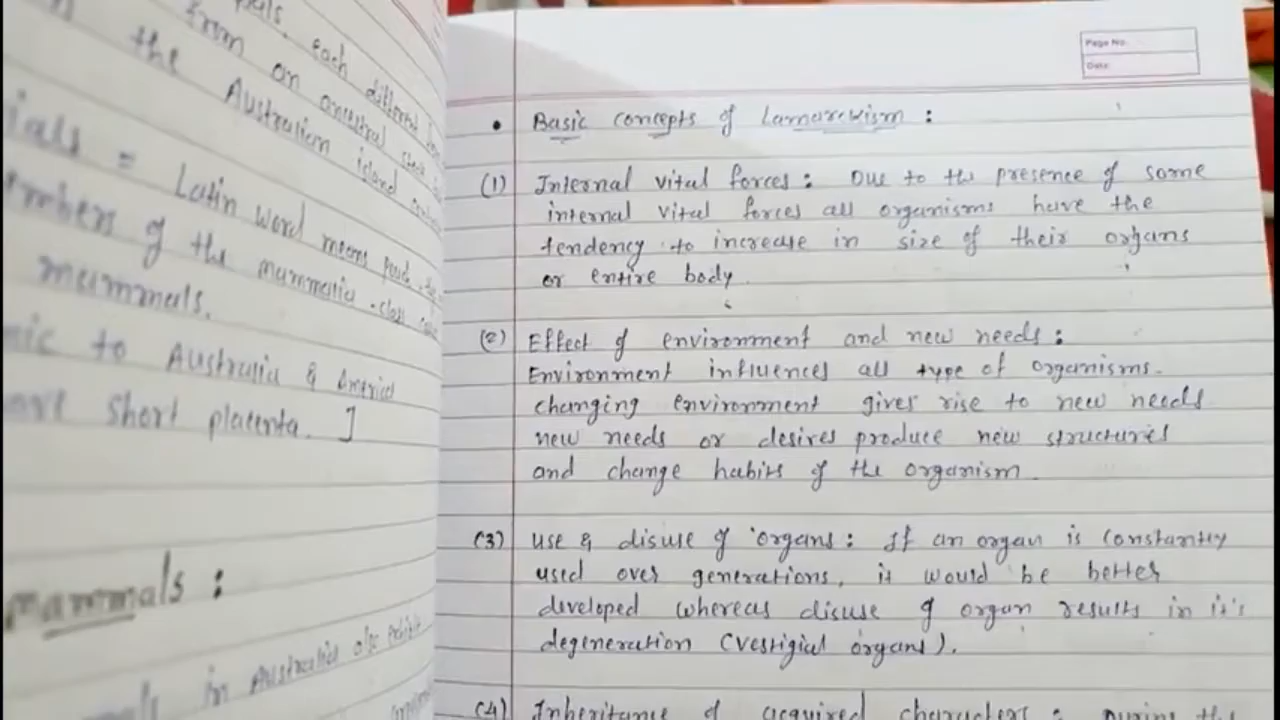 each different
from an ancestral
the Australian island
= Latin word means
of the mammalia class
mammals.
to Australia & America
short placenta. ]
mammals :
in Australia also
Page No.
Date
• Basic concepts of Lamarckism :
(1) Internal vital forces : Due to the presence of some
internal vital forces all organisms have the
tendency to increase in size of their organs
or entire body.
(2) Effect of environment and new needs :
Environment influences all type of organisms.
changing environment gives rise to new needs
new needs or desires produce new structures
and change habits of the organism.
(3) use & disuse of organs : If an organ is constantly
used over generations, it would be better
developed whereas disuse of organ results in it's
degeneration (vestigial organs).
(4) Inheritance of acquired characters : During the